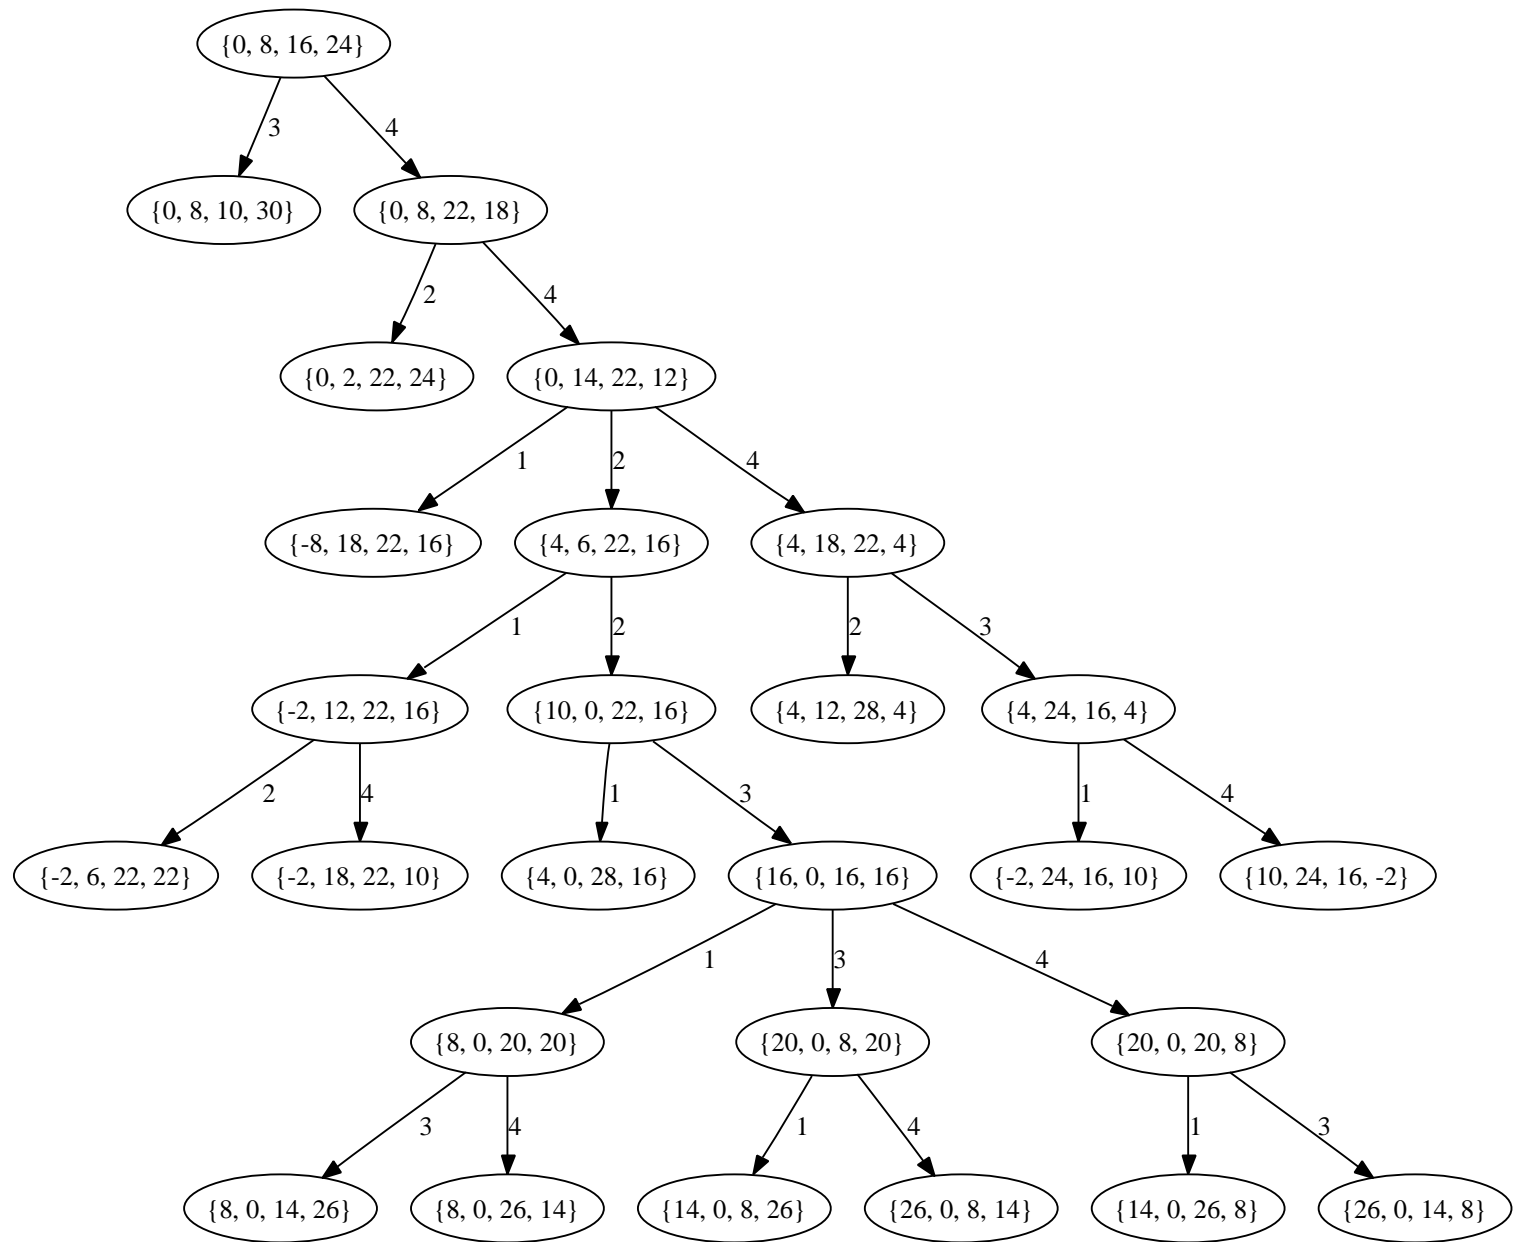 {0, 8, 16, 24}
3 4
{0, 8, 10, 30} {0, 8, 22, 18}
2 4
{0, 2, 22, 24} {0, 14, 22, 12}
1 2 4
{-8, 18, 22, 16} {4, 6, 22, 16} {4, 18, 22, 4}
1 2 2 3
{-2, 12, 22, 16} {10, 0, 22, 16} {4, 12, 28, 4} {4, 24, 16, 4}
2 4 1 3 1 4
{-2, 6, 22, 22} {-2, 18, 22, 10} {4, 0, 28, 16} {16, 0, 16, 16} {-2, 24, 16, 10} {10, 24, 16, -2}
1 3 4
{8, 0, 20, 20} {20, 0, 8, 20} {20, 0, 20, 8}
3 4 1 4 1 3
{8, 0, 14, 26} {8, 0, 26, 14} {14, 0, 8, 26} {26, 0, 8, 14} {14, 0, 26, 8} {26, 0, 14, 8}